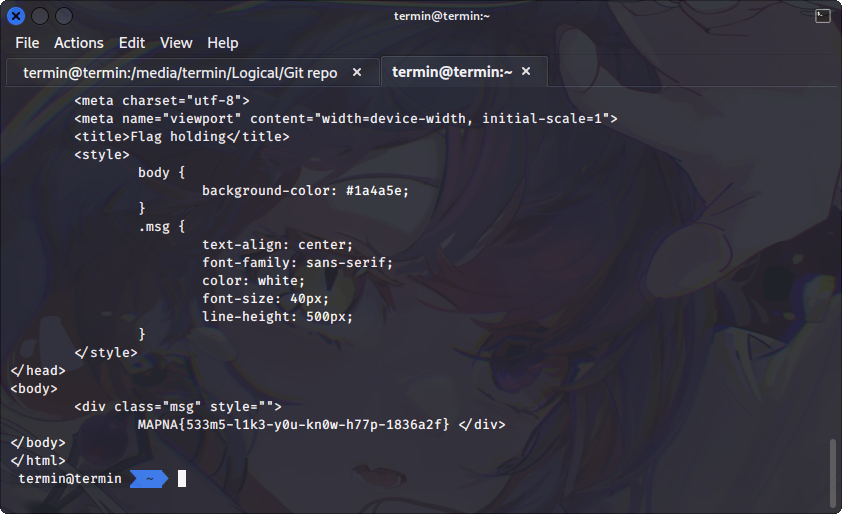 termin@termin:~
File Actions Edit View Help
termin@termin:/media/termin/Logical/Git repo × termin@termin:~ ×
<meta charset="utf-8">
<meta name="viewport" content="width=device-width, initial-scale=1">
<title>Flag holding</title>
<style>
body {
background-color: #1a4a5e;
}
.msg {
text-align: center;
font-family: sans-serif;
color: white;
font-size: 40px;
line-height: 500px;
}
</style>
</head>
<body>
<div class="msg" style="">
MAPNA{533m5-l1k3-y0u-kn0w-h77p-1836a2f} </div>
</body>
</html>
termin@termin ~